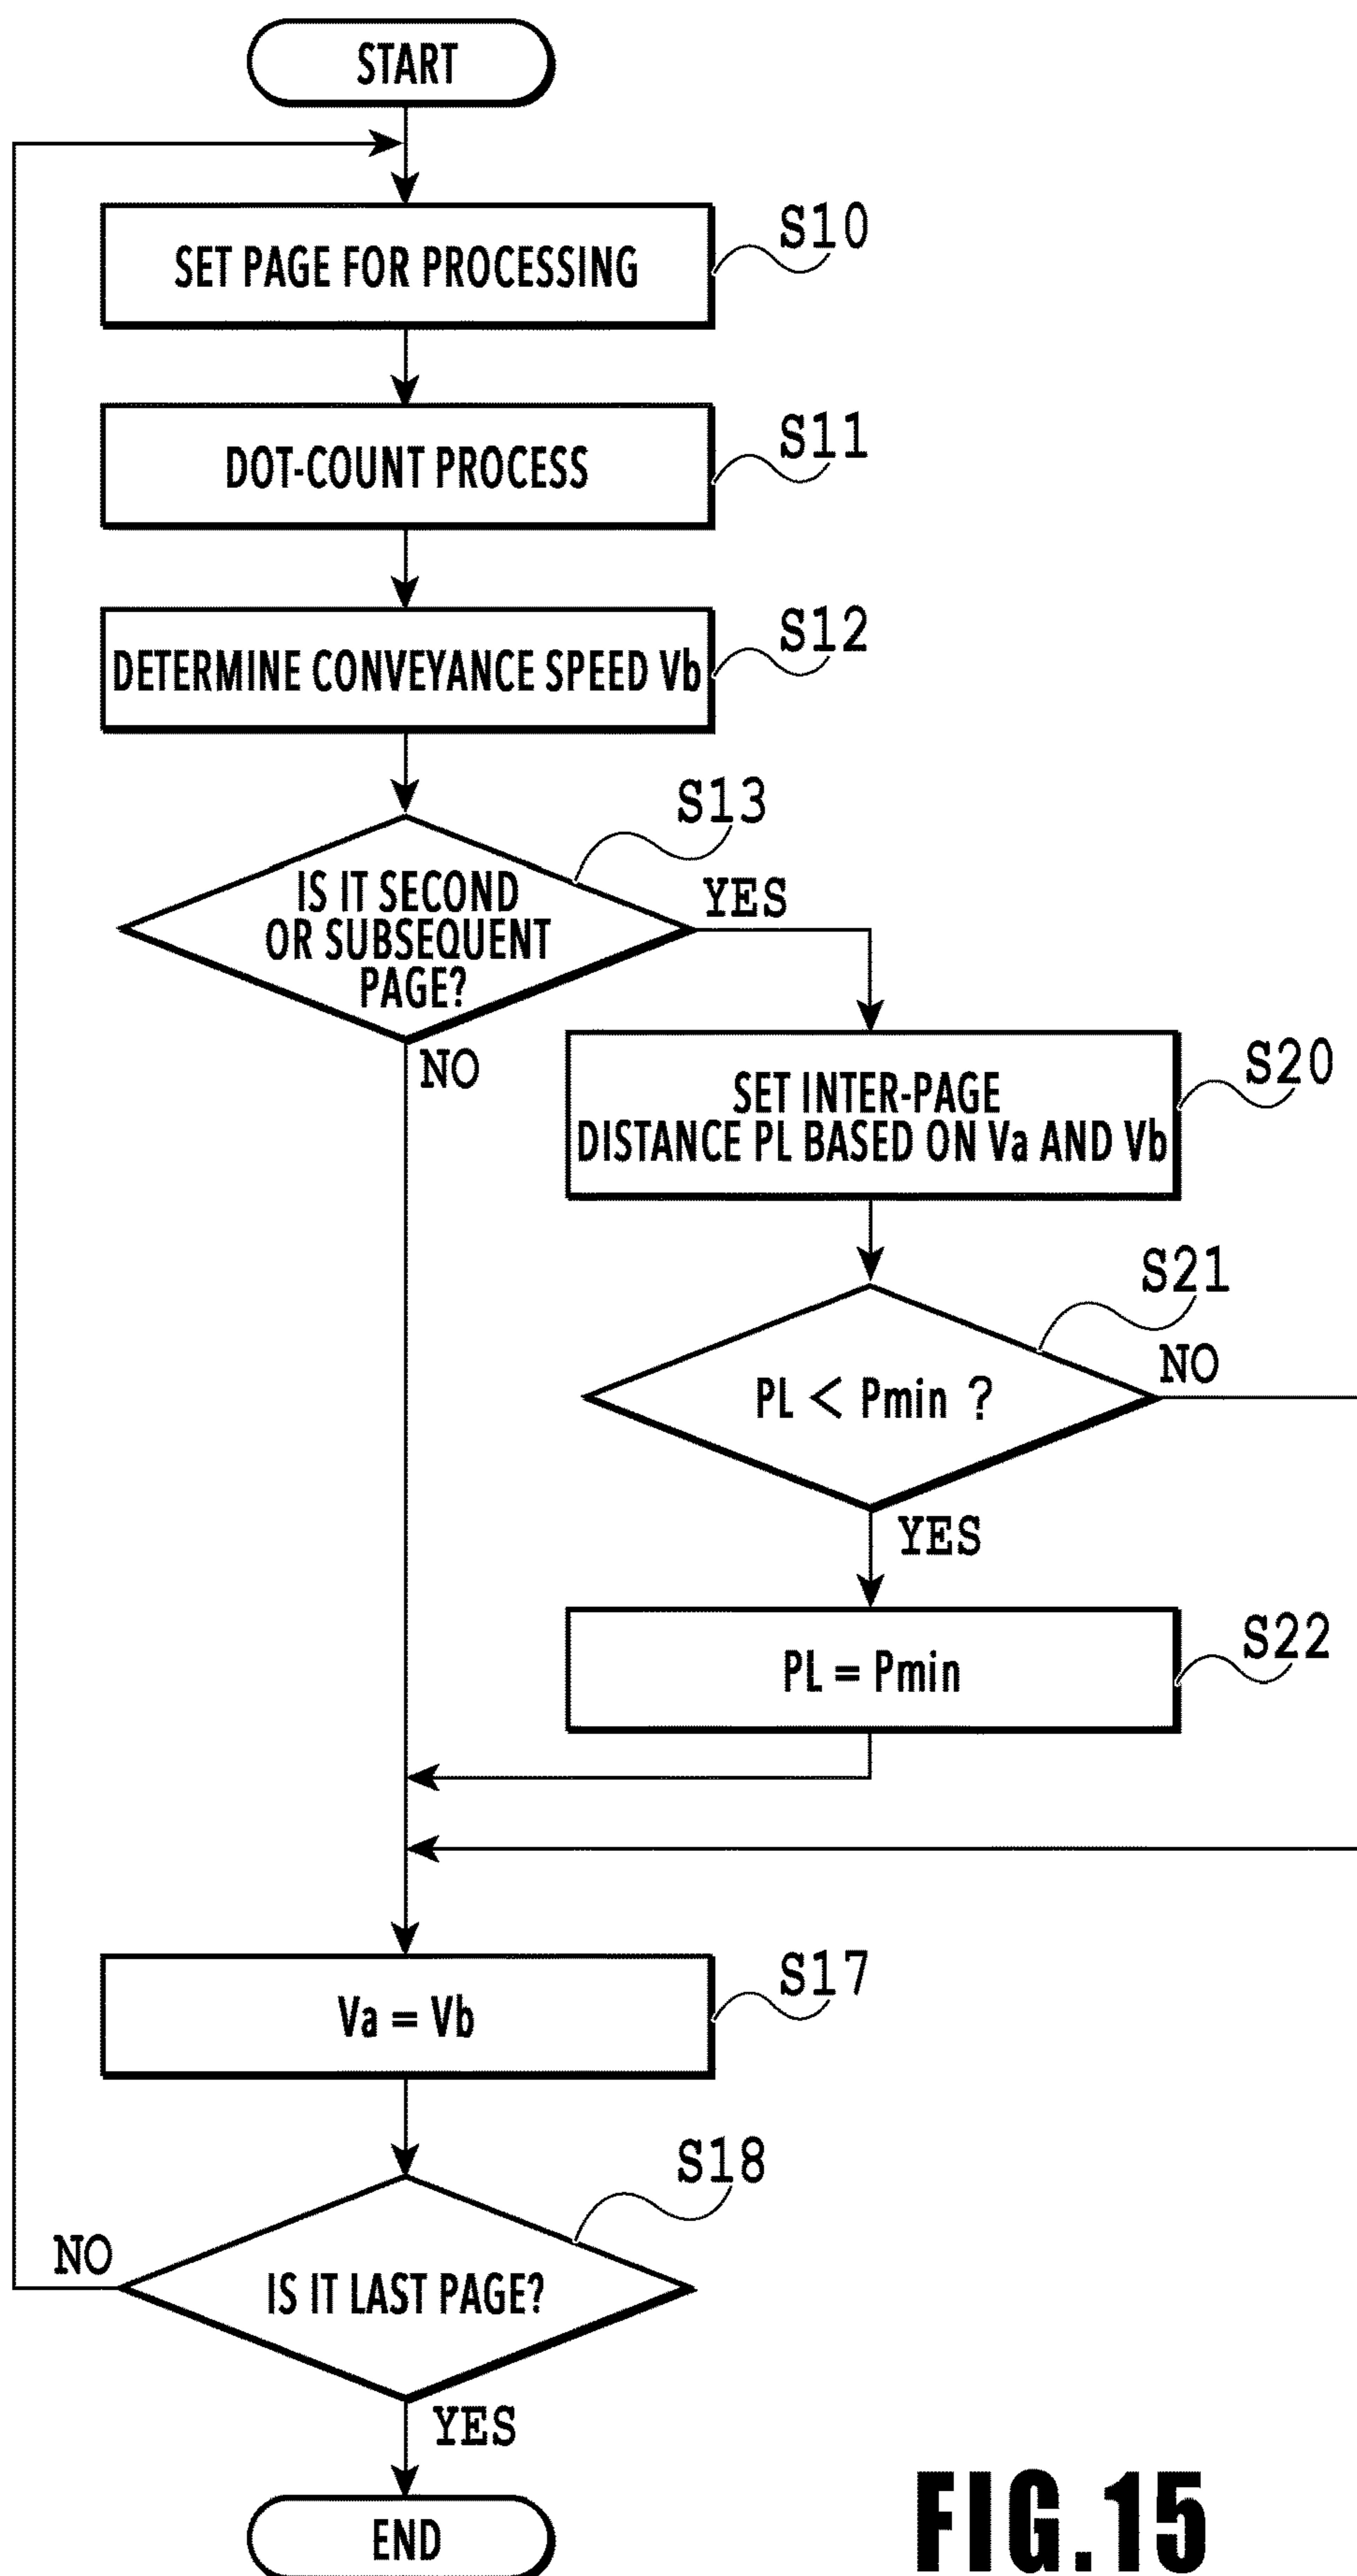 START
SET PAGE FOR PROCESSING
S10
DOT-COUNT PROCESS
S11
DETERMINE CONVEYANCE SPEED Vb
S12
S13
IS IT SECOND
OR SUBSEQUENT
PAGE?
YES
NO
SET INTER-PAGE
DISTANCE PL BASED ON Va AND Vb
S20
S21
PL < Pmin ?
NO
YES
PL = Pmin
S22
Va = Vb
S17
S18
IS IT LAST PAGE?
NO
YES
END
FIG.15